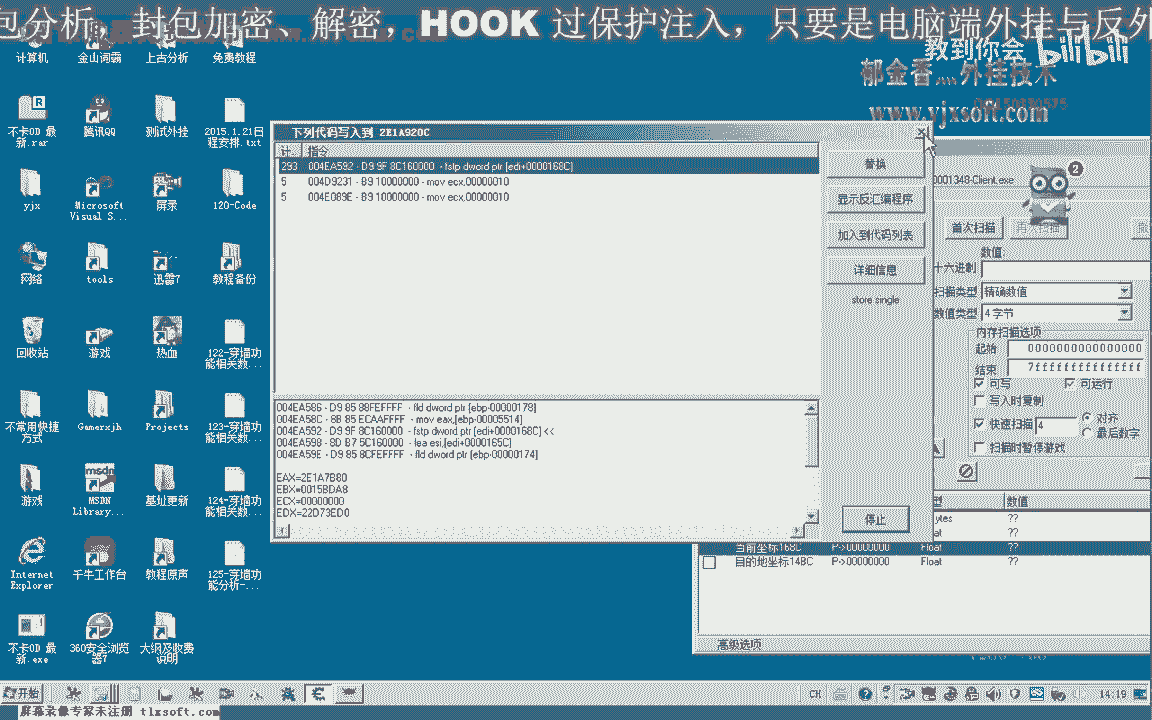 包分析、封包加密、解密，HOOK 过保护注入，只要是电脑端外挂与反外
教到你会 bilibili
郁金香....外挂技术
www.yjxsoft.com
计算机
金山词霸
上古分析
免费教程
不卡OD 最新.rar
腾讯QQ
测试外挂
2015.1.21日程安排.txt
yjx
Microsoft Visual S...
屏录
120-Code
网络
tools
迅雷7
教程备份
回收站
游戏
热血
122-穿墙功能相关数...
不常用快捷方式
Gamerxjh
Projects
123-穿墙功能相关数...
游戏
MSDN Library...
基址更新
124-穿墙功能相关数...
Internet Explorer
千牛工作台
教程原声
125-穿墙功能分析-...
不卡OD 最新.exe
360安全浏览器7
大纲及收费说明
下列代码写入到 2E1A920C
计.. 指令
293 004EA592 - D9 9F 8C160000 - fstp dword ptr [edi+0000168C]
5 004D9231 - B9 10000000 - mov ecx,00000010
5 004E089E - B9 10000000 - mov ecx,00000010
替换
显示反汇编程序
加入到代码列表
详细信息
store single
停止
004EA586 - D9 85 88FEFFFF - fld dword ptr [ebp-00000178]
004EA58C - 8B 85 ECAAFFFF - mov eax,[ebp-00005514]
004EA592 - D9 9F 8C160000 - fstp dword ptr [edi+0000168C] <<
004EA598 - 8D B7 5C160000 - lea esi,[edi+0000165C]
004EA59E - D9 85 8CFEFFFF - fld dword ptr [ebp-00000174]
EAX=2E1A7B80
EBX=0015BDA8
ECX=00000000
EDX=22D73ED0
0001348-Client.exe
2
首次扫描 再次扫描
数值:
十六进制
扫描类型 精确数值
数值类型 4 字节
内存扫描选项
起始 0000000000000000
结束 7fffffffffffffff
可写 可运行
写入时复制
快速扫描 4 对齐
最后数字
扫描时暂停游戏
型 数值
ytes ??
at ??
当前坐标168C P->00000000 Float ??
目的地坐标14BC P->00000000 Float ??
高级选项
开始
CH
14:19
屏幕录像专家未注册 tlxsoft.com